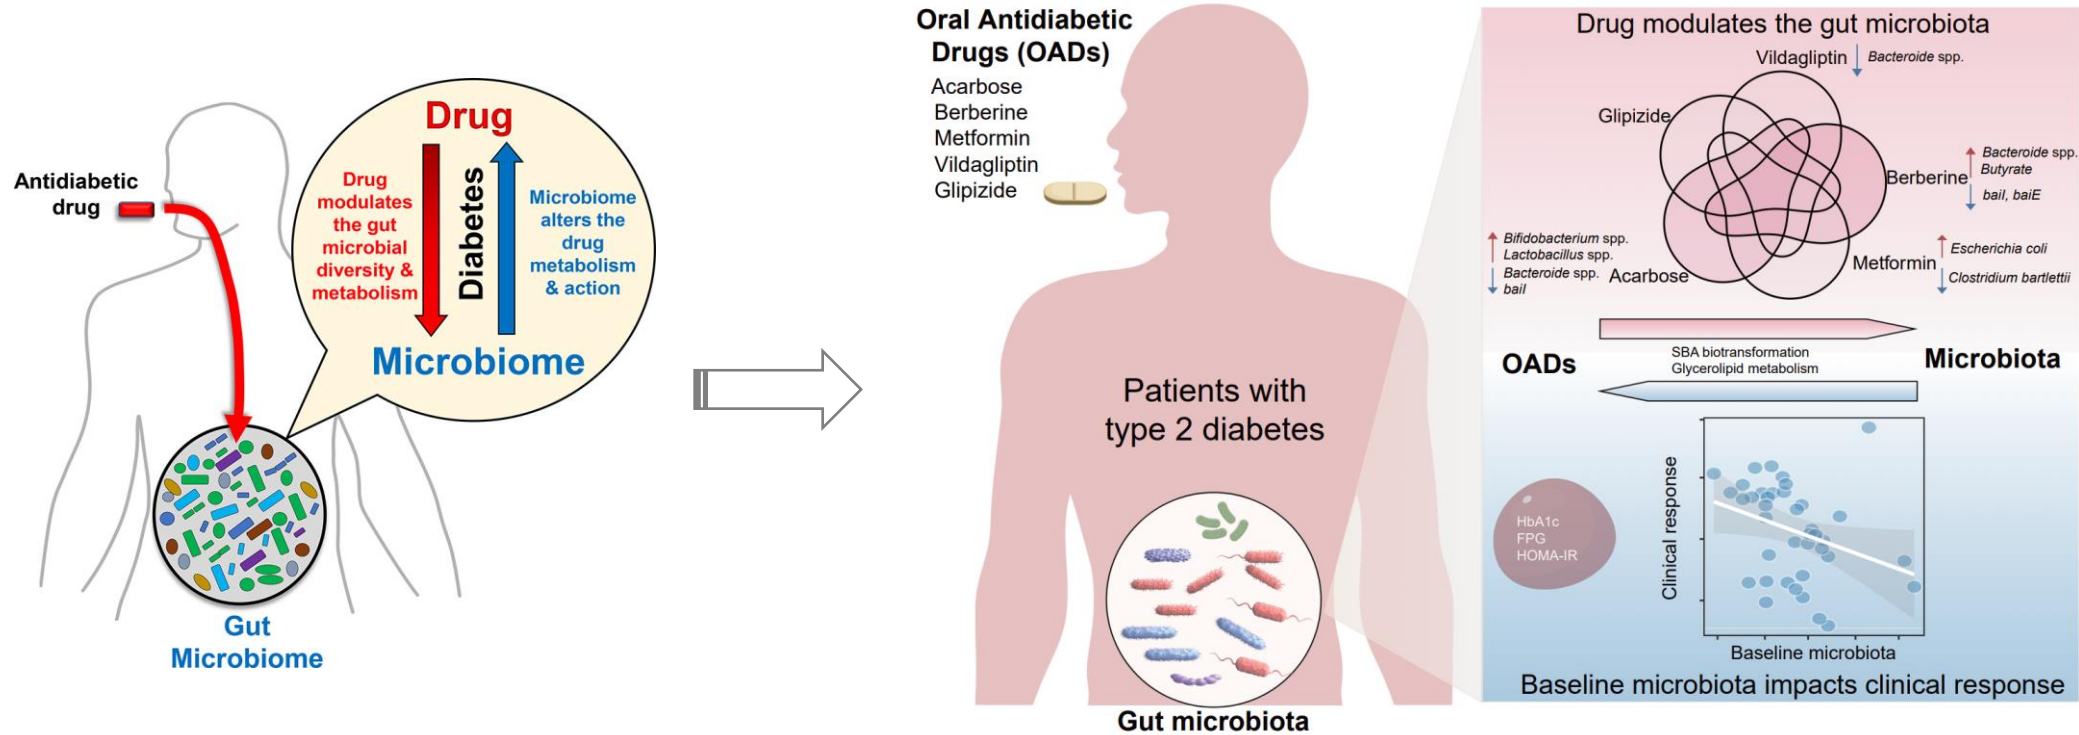 Antidiabetic
drug
Drug
Drug
modulates
the gut
microbial
diversity &
metabolism
Diabetes
Microbiome
alters the
drug
metabolism
& action
Microbiome
Gut
Microbiome
Oral Antidiabetic
Drugs (OADs)
Acarbose
Berberine
Metformin
Vildagliptin
Glipizide
Patients with
type 2 diabetes
Gut microbiota
Drug modulates the gut microbiota
Vildagliptin
Bacteroide spp.
Glipizide
Berberine
Bacteroide spp.
Butyrate
baiI, baiE
Metformin
Escherichia coli
Clostridium bartlettii
Bifidobacterium spp.
Lactobacillus spp.
Bacteroide spp.
baiI
Acarbose
OADs
SBA biotransformation
Glycerolipid metabolism
Microbiota
HbA1c
FPG
HOMA-IR
Clinical response
Baseline microbiota
Baseline microbiota impacts clinical response